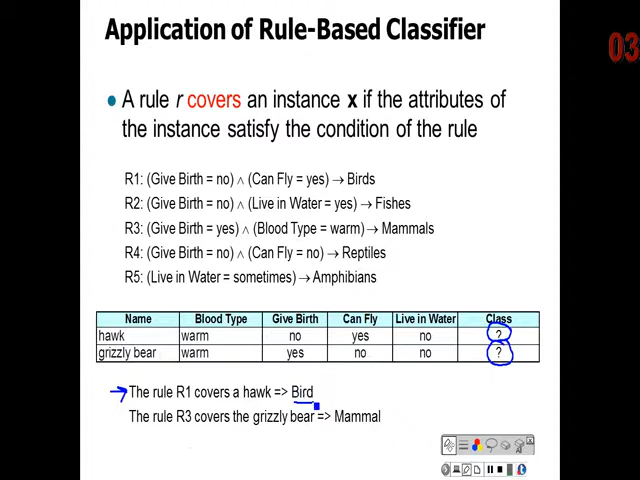 Application of Rule-Based Classifier
03
• A rule r covers an instance x if the attributes of
the instance satisfy the condition of the rule
R1: (Give Birth = no) ∧ (Can Fly = yes) → Birds
R2: (Give Birth = no) ∧ (Live in Water = yes) → Fishes
R3: (Give Birth = yes) ∧ (Blood Type = warm) → Mammals
R4: (Give Birth = no) ∧ (Can Fly = no) → Reptiles
R5: (Live in Water = sometimes) → Amphibians
Name Blood Type Give Birth Can Fly Live in Water Class
hawk warm no yes no ?
grizzly bear warm yes no no ?
The rule R1 covers a hawk => Bird
The rule R3 covers the grizzly bear => Mammal